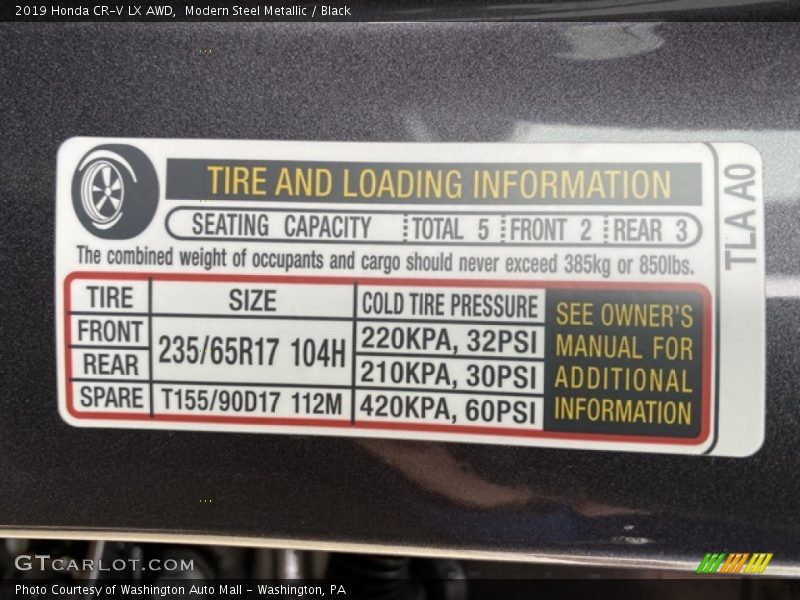 2019 Honda CR-V LX AWD, Modern Steel Metallic / Black
TIRE AND LOADING INFORMATION
SEATING CAPACITY TOTAL 5 FRONT 2 REAR 3
The combined weight of occupants and cargo should never exceed 385kg or 850lbs.
TIRE SIZE COLD TIRE PRESSURE
FRONT 235/65R17 104H 220KPA, 32PSI
REAR 210KPA, 30PSI
SPARE T155/90D17 112M 420KPA, 60PSI
SEE OWNER'S
MANUAL FOR
ADDITIONAL
INFORMATION
TLA A0
GTCARLOT.COM
Photo Courtesy of Washington Auto Mall - Washington, PA